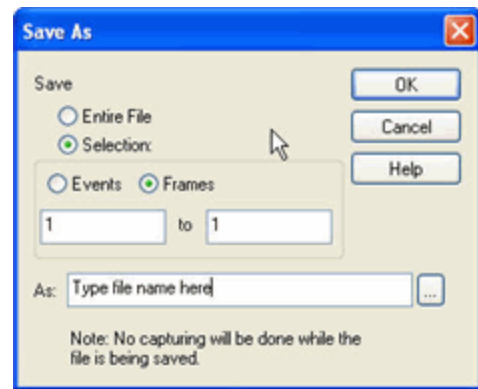 Save As
Save
OK
Entire File
Cancel
Selection:
Help
Events Frames
1 to 1
As: Type file name here ...
Note: No capturing will be done while the
file is being saved.